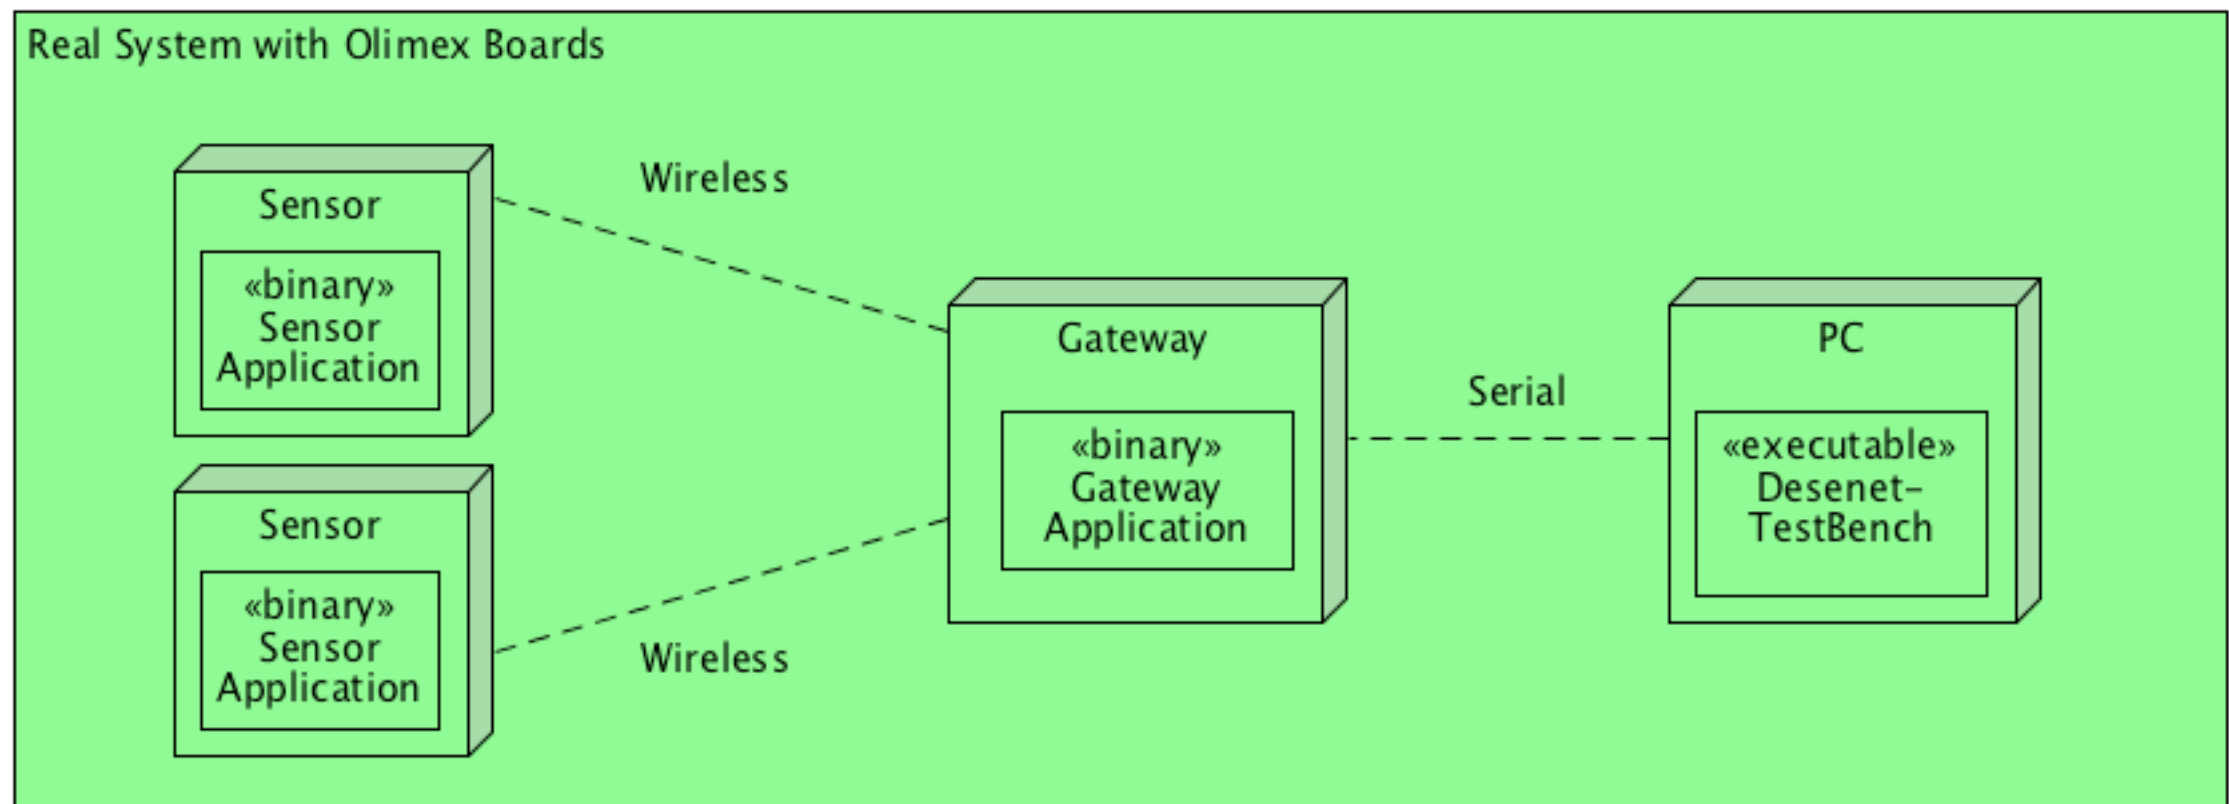 Real System with Olimex Boards
Sensor
«binary»
Sensor
Application
Wireless
Gateway
«binary»
Gateway
Application
Serial
PC
«executable»
Desenet-
TestBench
Sensor
«binary»
Sensor
Application
Wireless